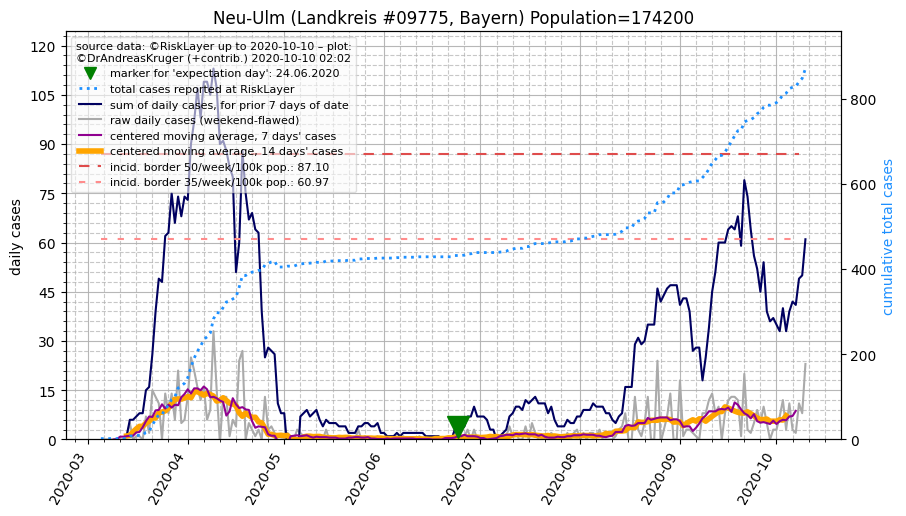 Neu-Ulm (Landkreis #09775, Bayern) Population=174200
source data: ©RiskLayer up to 2020-10-10 – plot:
©DrAndreasKruger (+contrib.) 2020-10-10 02:02
marker for 'expectation day': 24.06.2020
total cases reported at RiskLayer
sum of daily cases, for prior 7 days of date
raw daily cases (weekend-flawed)
centered moving average, 7 days' cases
centered moving average, 14 days' cases
incid. border 50/week/100k pop.: 87.10
incid. border 35/week/100k pop.: 60.97
daily cases
120
105
90
75
60
45
30
15
0
cumulative total cases
800
600
400
200
0
2020-03
2020-04
2020-05
2020-06
2020-07
2020-08
2020-09
2020-10